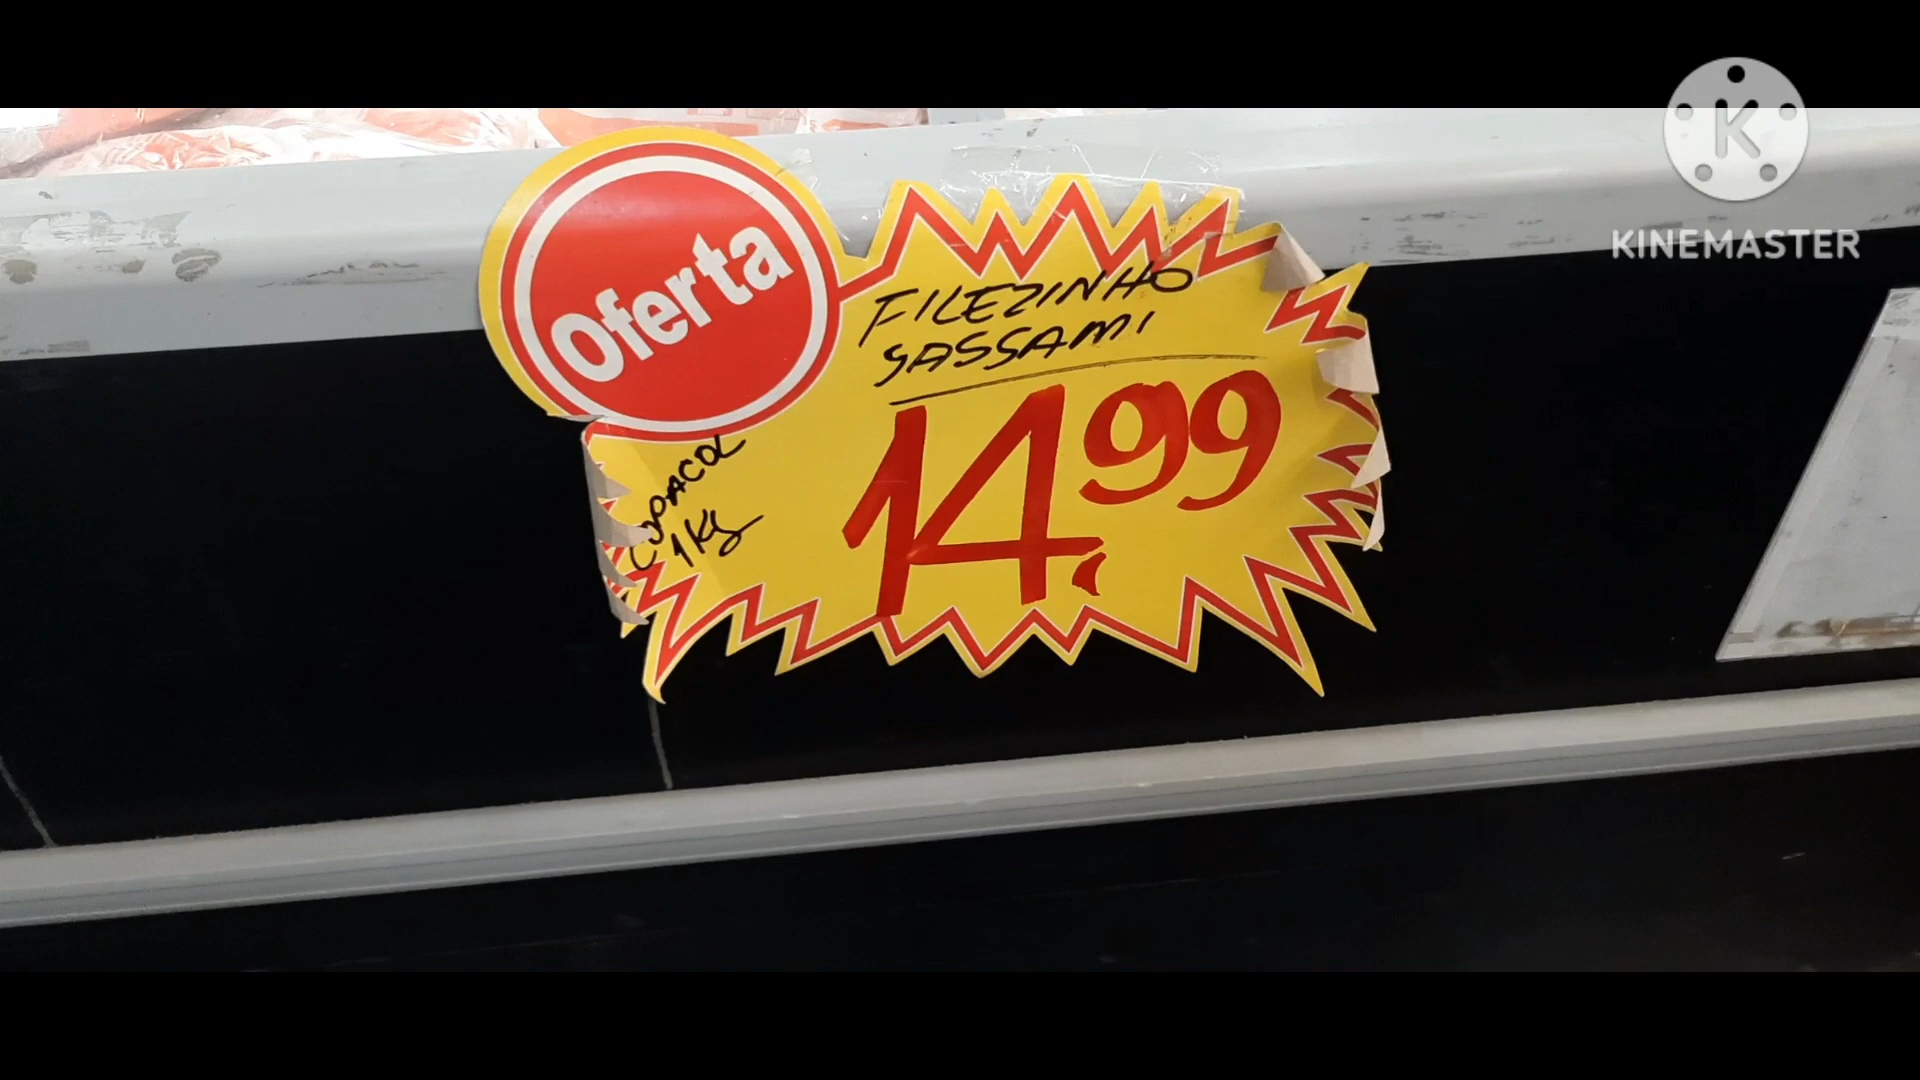 Oferta
FILEZINHO
SASSAMI
14,99
COPACOL
1Kg
K
KINEMASTER